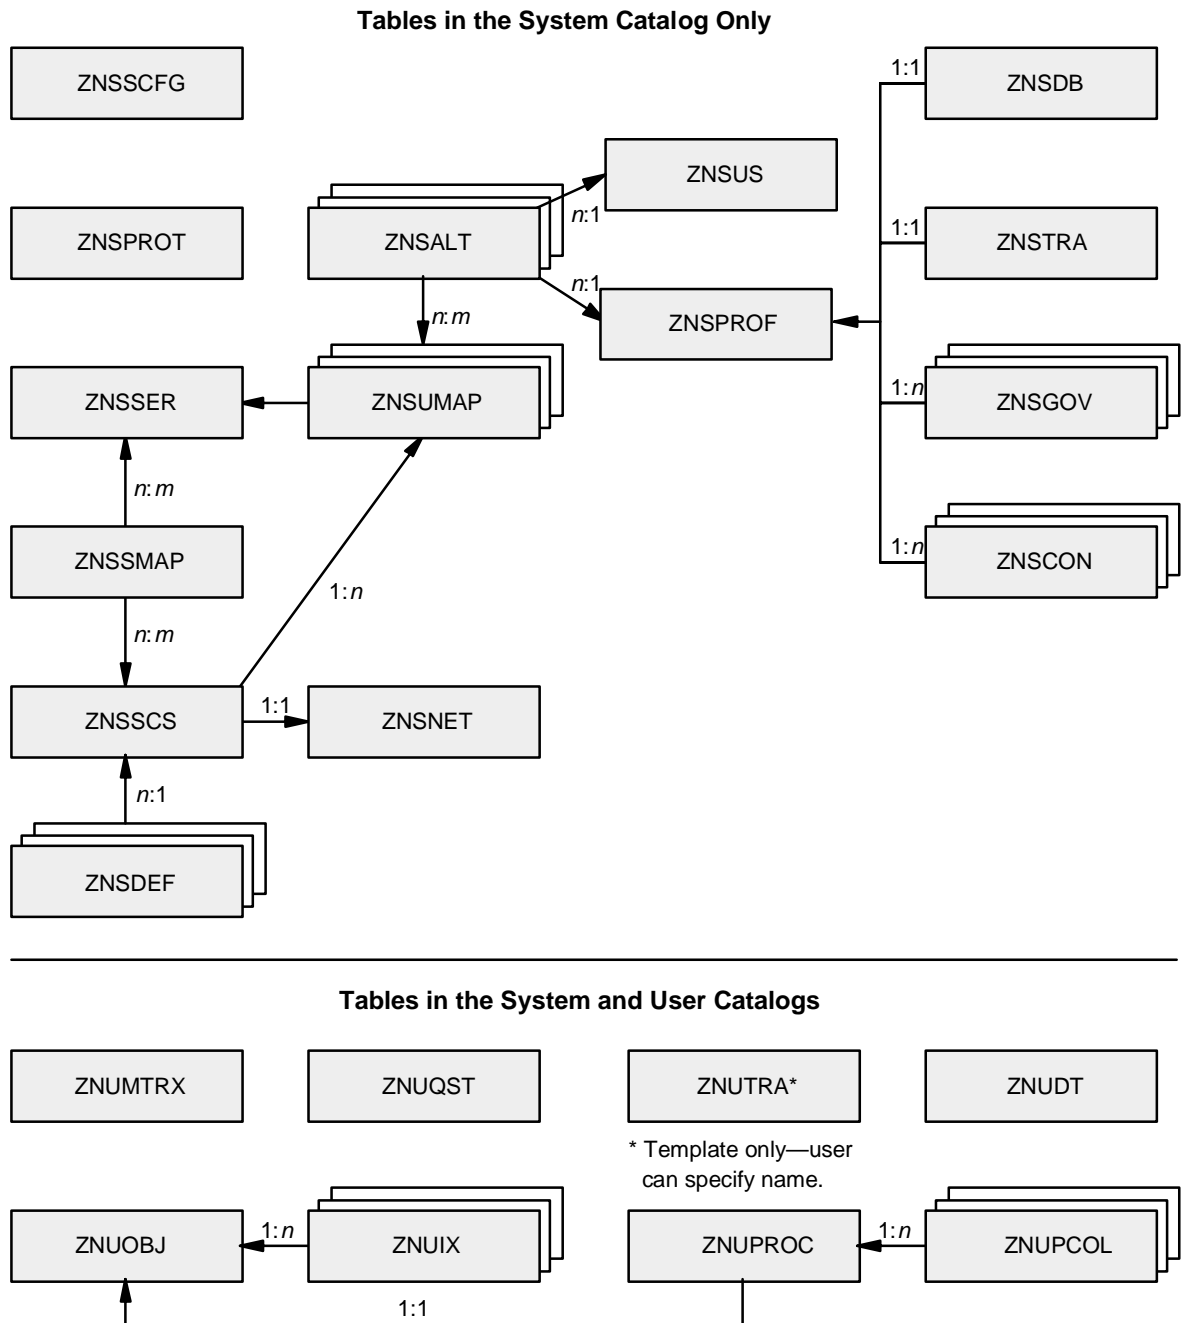 Tables in the System Catalog Only
ZNSSCFG
1:1
ZNSDB
ZNSUS
n:1
ZNSPROT
ZNSALT
1:1
ZNSTRA
n:1
n:m
ZNSPROF
ZNSSER
ZNSUMAP
1:n
ZNSGOV
n:m
ZNSSMAP
1:n
ZNSCON
1:n
n:m
ZNSSCS
1:1
ZNSNET
n:1
ZNSDEF
Tables in the System and User Catalogs
ZNUMTRX
ZNUQST
ZNUTRA*
ZNUDT
* Template only—user
can specify name.
ZNUOBJ
1:n
ZNUIX
ZNUPROC
1:n
ZNUPCOL
1:1